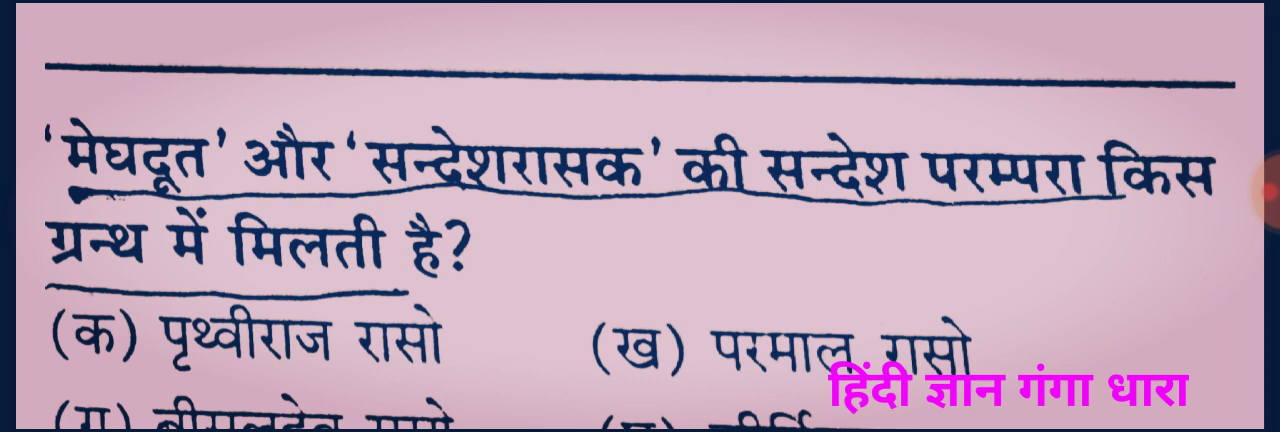 'मेघदूत' और 'सन्देशरासक' की सन्देश परम्परा किस
ग्रन्थ में मिलती है?
(क) पृथ्वीराज रासो (ख) परमाल रासो
हिंदी ज्ञान गंगा धारा